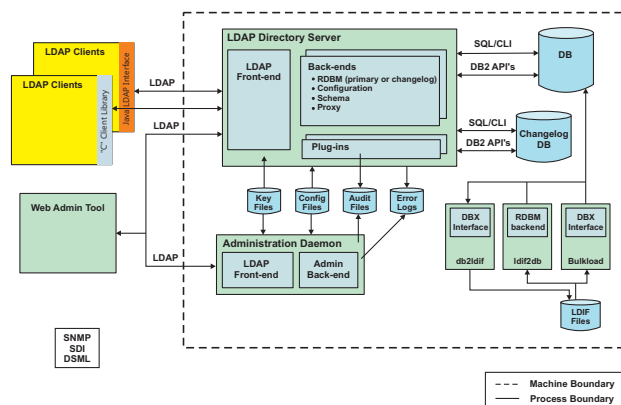 LDAP Directory Server
LDAP Clients
LDAP Clients
Java LDAP Interface
"C" Client Library
LDAP
LDAP
LDAP
Front-end
Back-ends
• RDBM (primary or changelog)
• Configuration
• Schema
• Proxy
Plug-ins
SQL/CLI
DB2 API's
DB
SQL/CLI
DB2 API's
Changelog
DB
Key
Files
Config
Files
Audit
Files
Error
Logs
Web Admin Tool
LDAP
Administration Daemon
LDAP
Front-end
Admin
Back-end
DBX
Interface
db2ldif
RDBM
backend
ldif2db
DBX
Interface
Bulkload
LDIF
Files
SNMP
SDI
DSML
Machine Boundary
Process Boundary